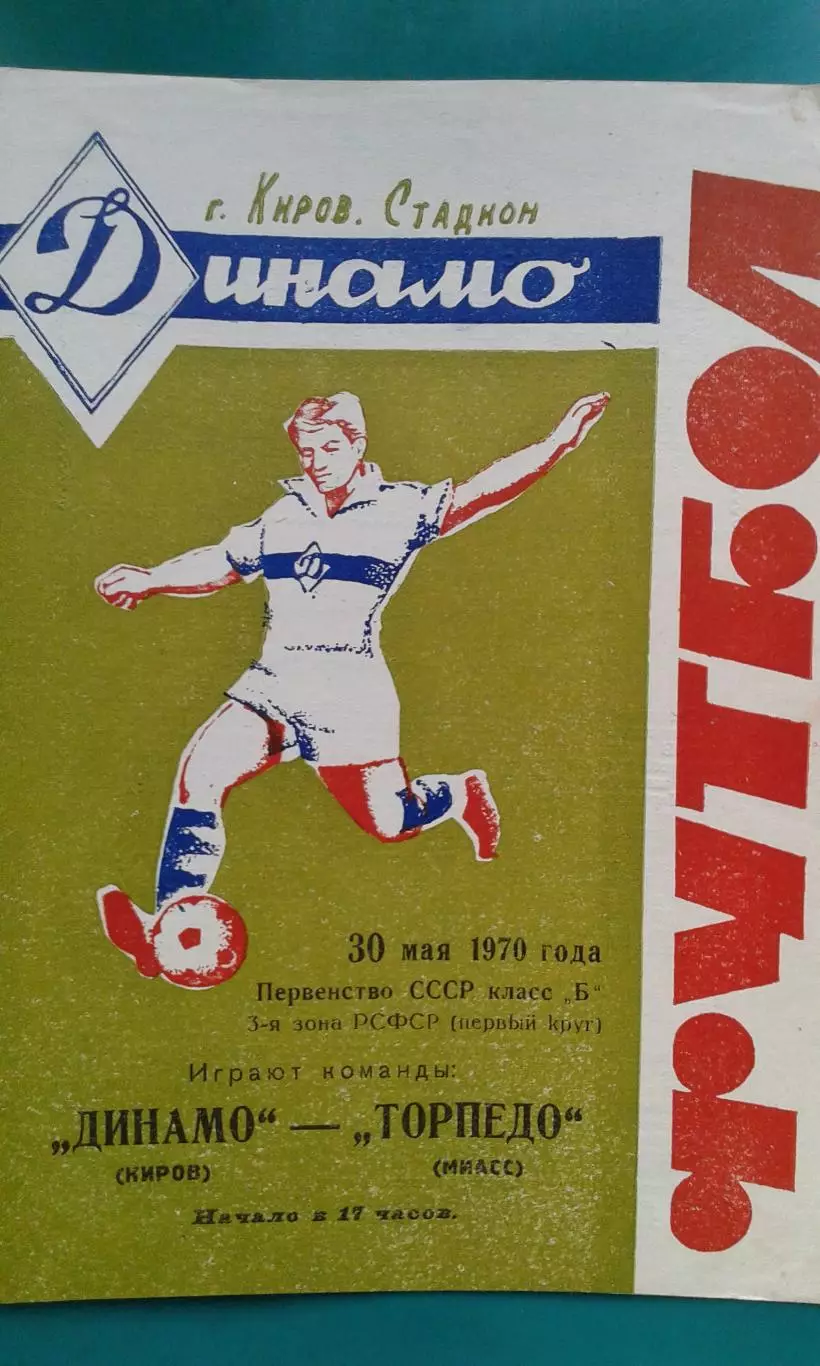 г. Киров. Стадион
Динамо
Д
30 мая 1970 года
Первенство СССР класс „Б“
3-я зона РСФСР (первый круг)
Играют команды:
„ДИНАМО“ — „ТОРПЕДО“
(КИРОВ) (МИАСС)
Начало в 17 часов.
ФУТБОЛ